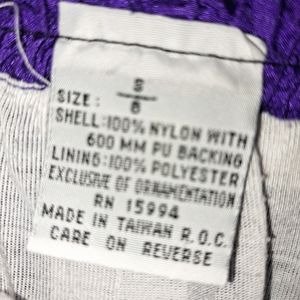 S
SIZE: 8
SHELL:100% NYLON WITH
600 MM PU BACKING
LINING:100% POLYESTER
EXCLUSIVE OF ORNAMENTATION
RN 15994
MADE IN TAIWAN R.O.C.
CARE ON REVERSE